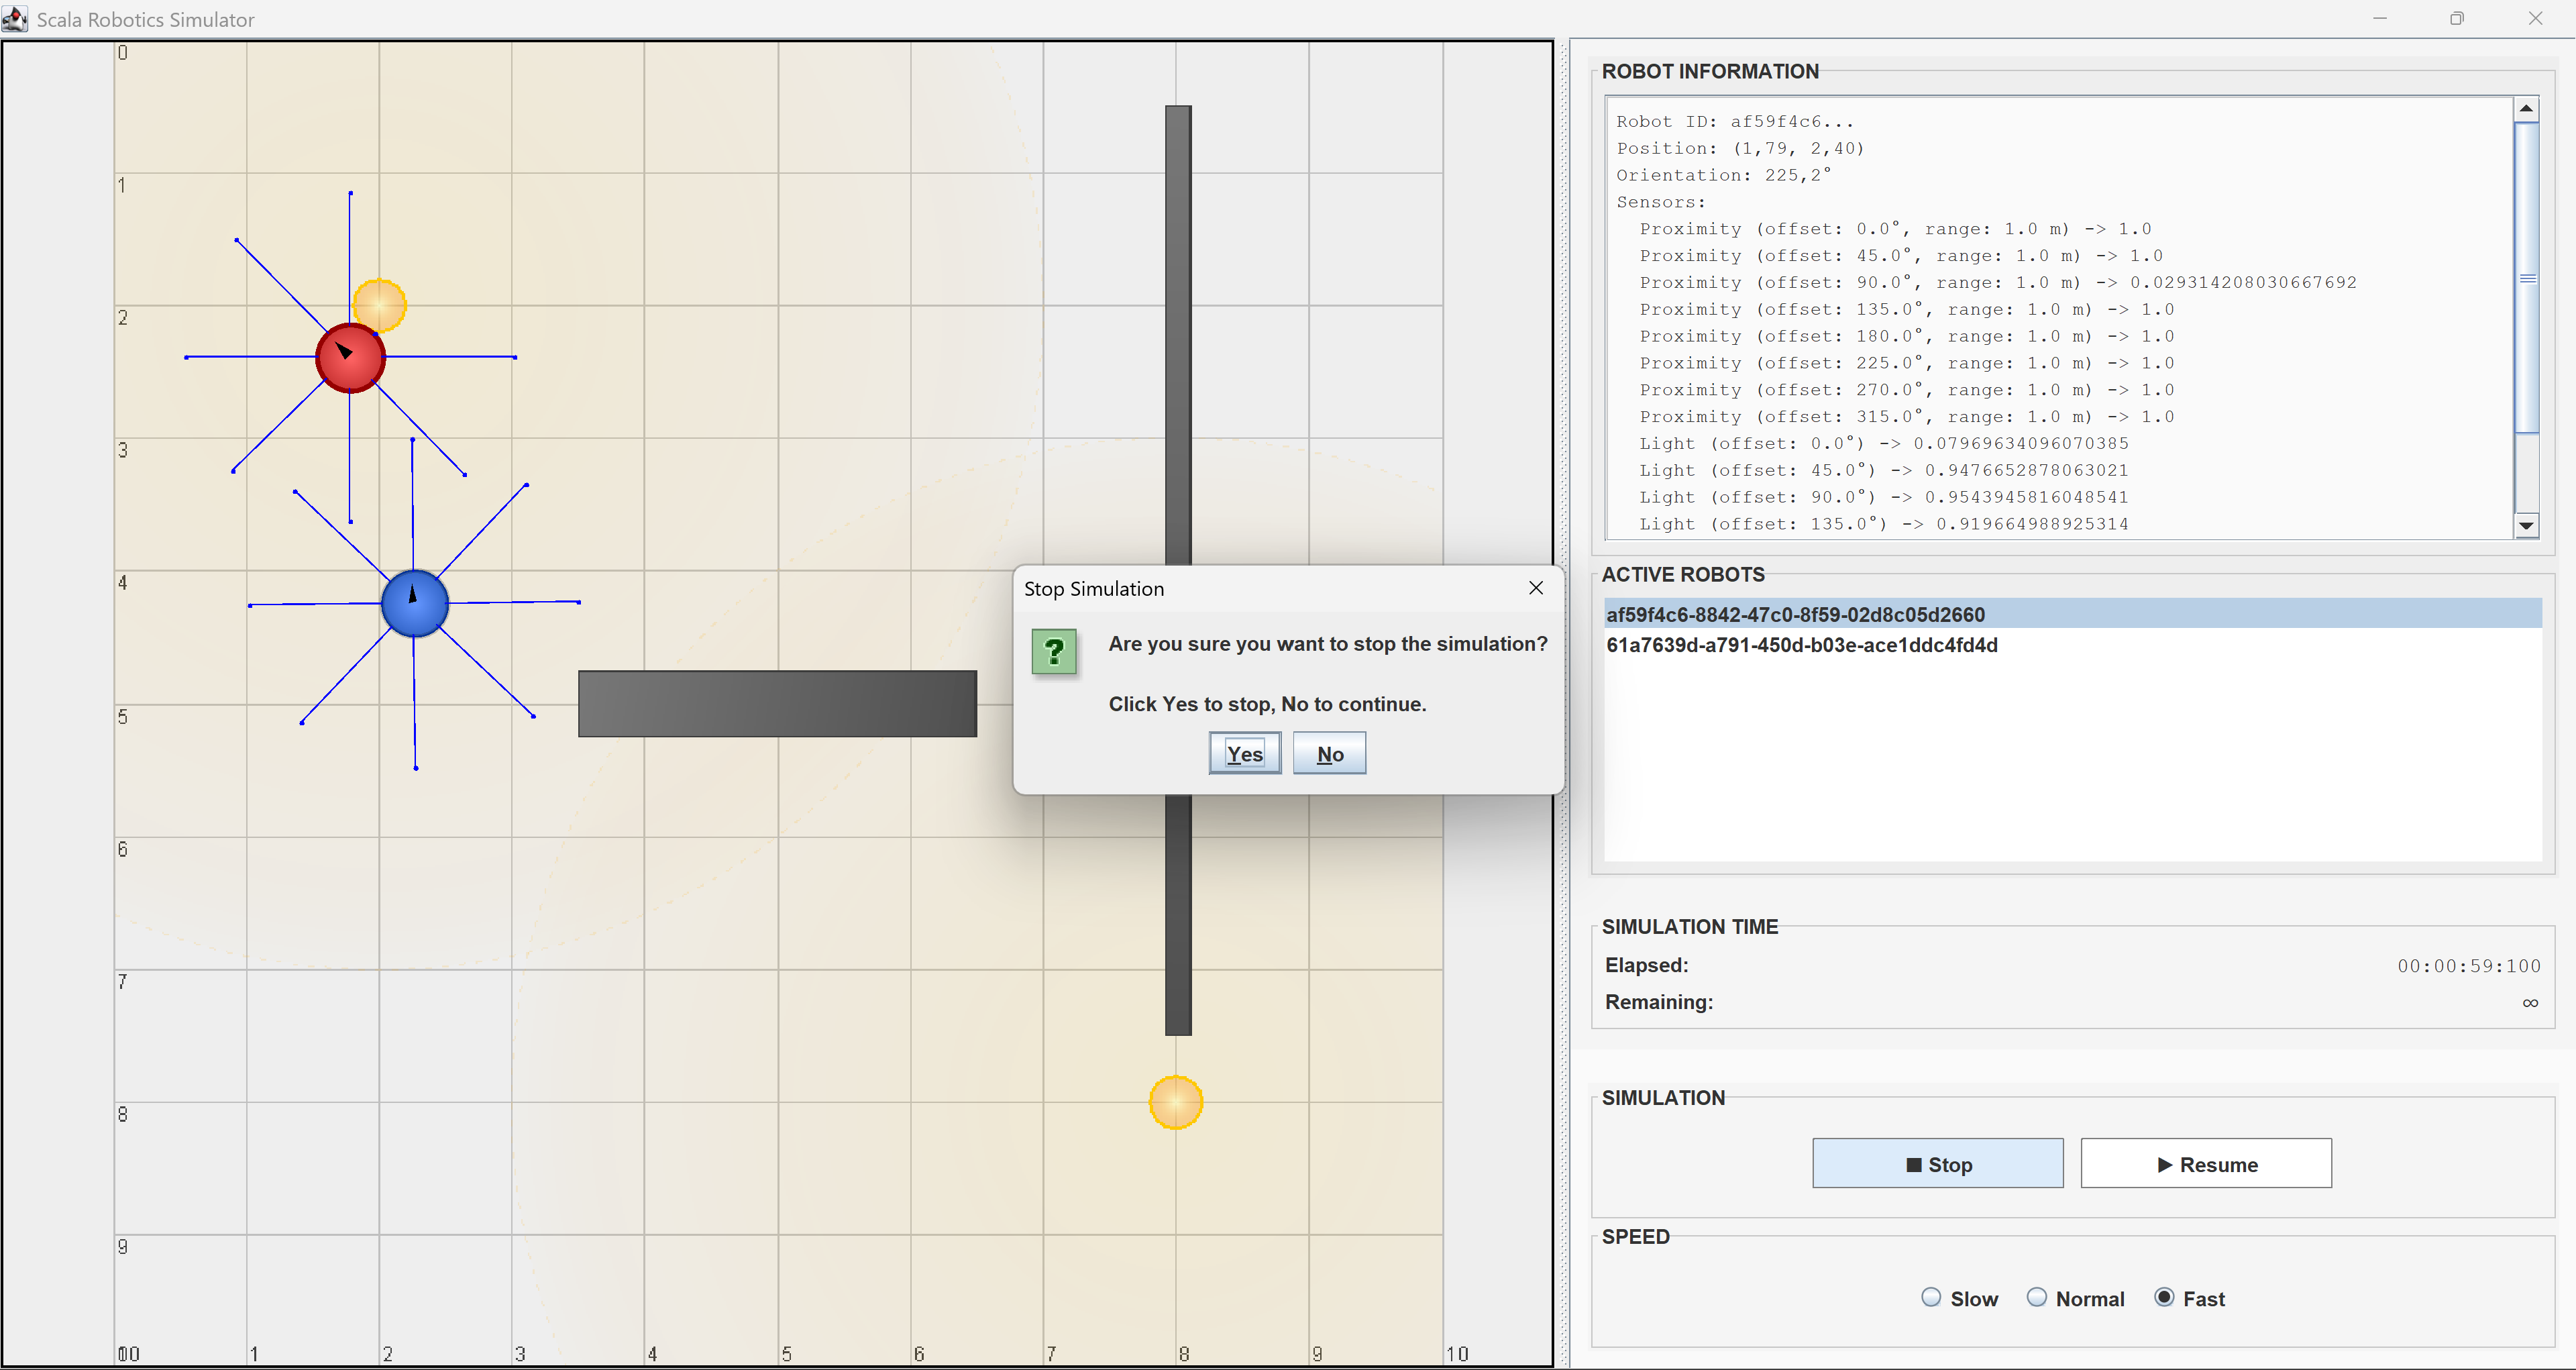 Scala Robotics Simulator
0
1
2
3
4
5
6
7
8
9
00
1
2
3
4
5
6
7
8
9
10
Stop Simulation
?
Are you sure you want to stop the simulation?
Click Yes to stop, No to continue.
Yes
No
ROBOT INFORMATION
Robot ID: af59f4c6...
Position: (1,79, 2,40)
Orientation: 225,2°
Sensors:
Proximity (offset: 0.0°, range: 1.0 m) -> 1.0
Proximity (offset: 45.0°, range: 1.0 m) -> 1.0
Proximity (offset: 90.0°, range: 1.0 m) -> 0.029314208030667692
Proximity (offset: 135.0°, range: 1.0 m) -> 1.0
Proximity (offset: 180.0°, range: 1.0 m) -> 1.0
Proximity (offset: 225.0°, range: 1.0 m) -> 1.0
Proximity (offset: 270.0°, range: 1.0 m) -> 1.0
Proximity (offset: 315.0°, range: 1.0 m) -> 1.0
Light (offset: 0.0°) -> 0.07969634096070385
Light (offset: 45.0°) -> 0.9476652878063021
Light (offset: 90.0°) -> 0.9543945816048541
Light (offset: 135.0°) -> 0.919664988925314
ACTIVE ROBOTS
af59f4c6-8842-47c0-8f59-02d8c05d2660
61a7639d-a791-450d-b03e-ace1ddc4fd4d
SIMULATION TIME
Elapsed: 00:00:59:100
Remaining: ∞
SIMULATION
Stop
Resume
SPEED
Slow
Normal
Fast